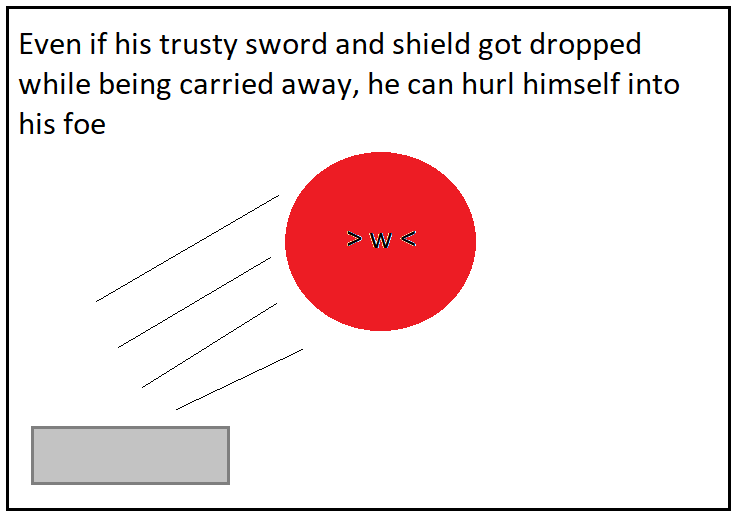 Even if his trusty sword and shield got dropped
while being carried away, he can hurl himself into
his foe
> w <